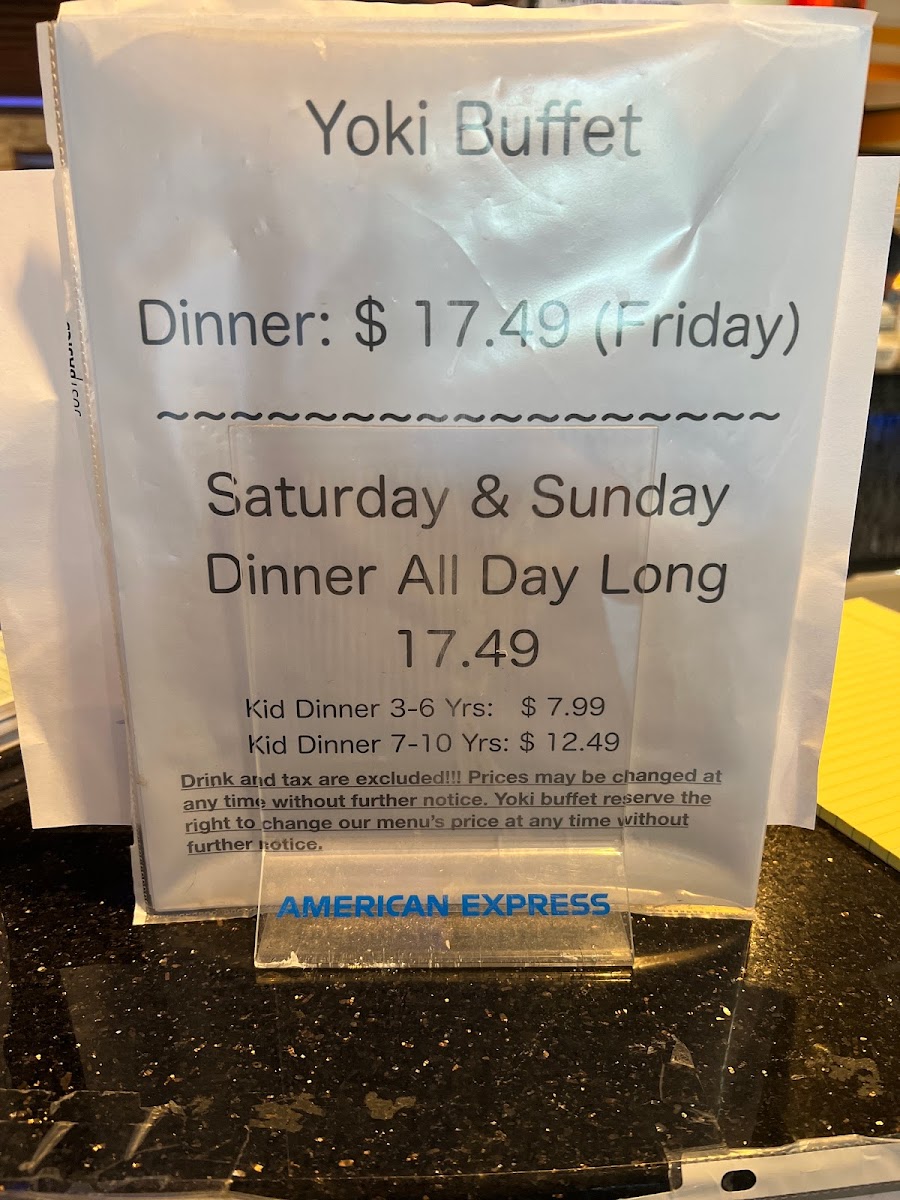 Yoki Buffet
Dinner: $ 17.49 (Friday)
~~~~~~~~~~~~~~~~~~
Saturday & Sunday
Dinner All Day Long
17.49
Kid Dinner 3-6 Yrs: $ 7.99
Kid Dinner 7-10 Yrs: $ 12.49
Drink and tax are excluded!!! Prices may be changed at
any time without further notice. Yoki buffet reserve the
right to change our menu's price at any time without
further notice.
AMERICAN EXPRESS